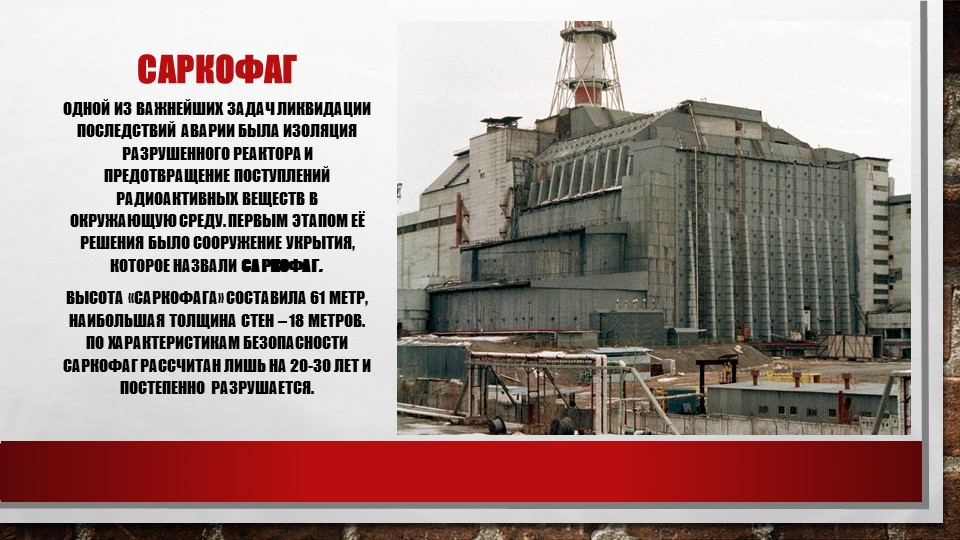 САРКОФАГ
ОДНОЙ ИЗ ВАЖНЕЙШИХ ЗАДАЧ ЛИКВИДАЦИИ
ПОСЛЕДСТВИЙ АВАРИИ БЫЛА ИЗОЛЯЦИЯ
РАЗРУШЕННОГО РЕАКТОРА И
ПРЕДОТВРАЩЕНИЕ ПОСТУПЛЕНИЙ
РАДИОАКТИВНЫХ ВЕЩЕСТВ В
ОКРУЖАЮЩУЮ СРЕДУ. ПЕРВЫМ ЭТАПОМ ЕЁ
РЕШЕНИЯ БЫЛО СООРУЖЕНИЕ УКРЫТИЯ,
КОТОРОЕ НАЗВАЛИ САРКОФАГ.
ВЫСОТА «САРКОФАГА» СОСТАВИЛА 61 МЕТР,
НАИБОЛЬШАЯ ТОЛЩИНА СТЕН – 18 МЕТРОВ.
ПО ХАРАКТЕРИСТИКАМ БЕЗОПАСНОСТИ
САРКОФАГ РАССЧИТАН ЛИШЬ НА 20-30 ЛЕТ И
ПОСТЕПЕННО РАЗРУШАЕТСЯ.